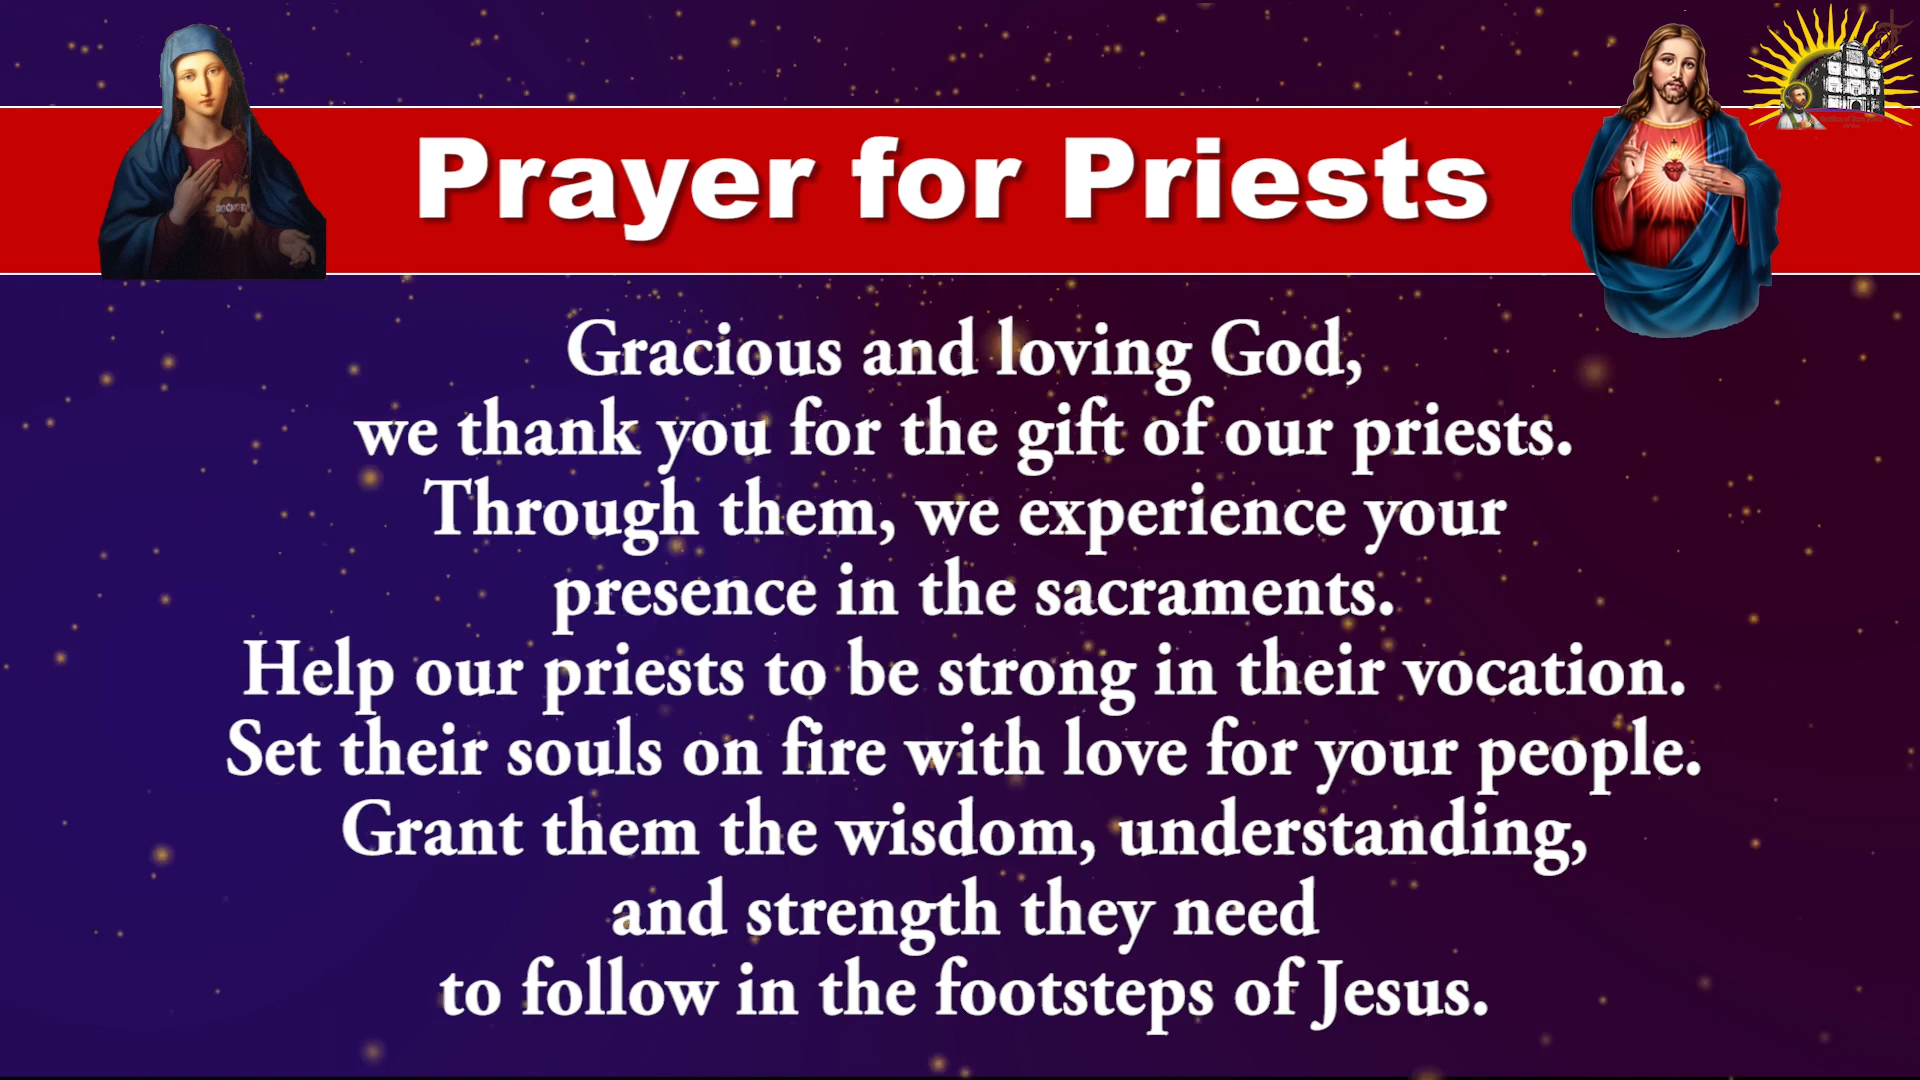 Prayer for Priests
Gracious and loving God,
we thank you for the gift of our priests.
Through them, we experience your
presence in the sacraments.
Help our priests to be strong in their vocation.
Set their souls on fire with love for your people.
Grant them the wisdom, understanding,
and strength they need
to follow in the footsteps of Jesus.